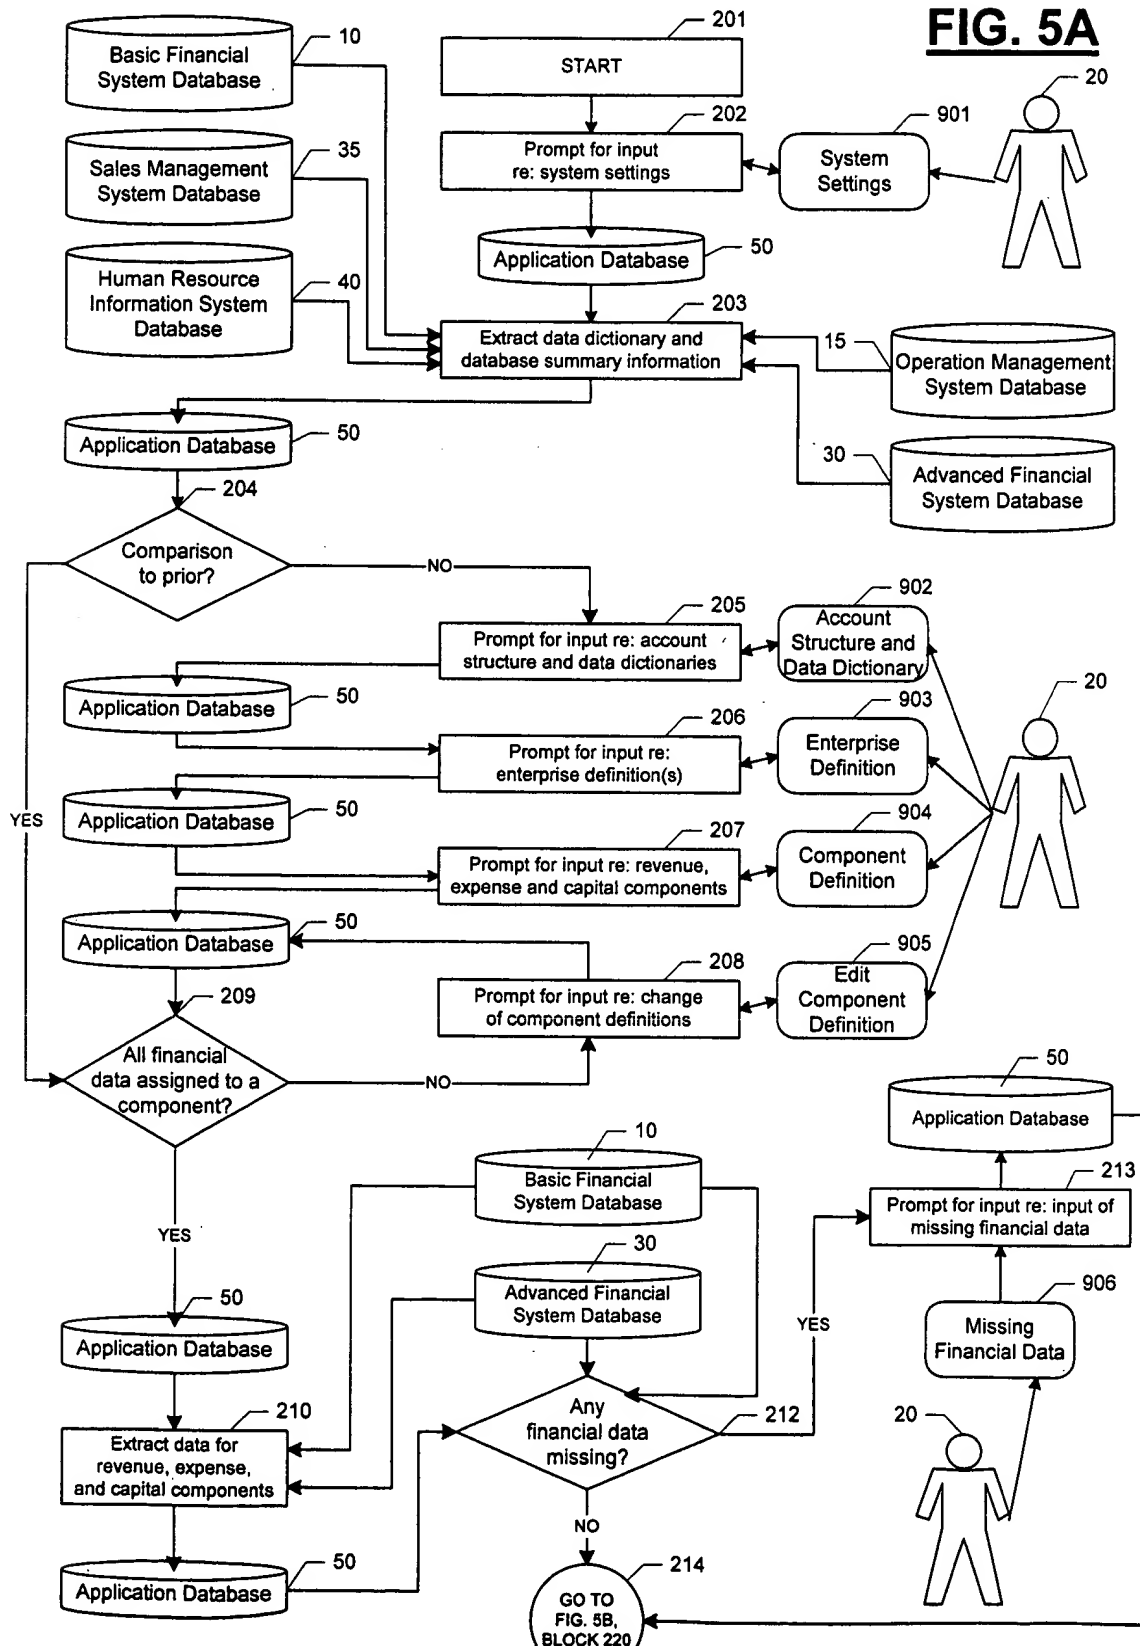 FIG. 5A
10
Basic Financial
System Database
201
START
20
202
Prompt for input
re: system settings
901
System
Settings
35
Sales Management
System Database
50
Application Database
40
Human Resource
Information System
Database
203
Extract data dictionary and
database summary information
15
Operation Management
System Database
50
Application Database
30
Advanced Financial
System Database
204
Comparison
to prior?
NO
YES
205
Prompt for input re: account
structure and data dictionaries
902
Account
Structure and
Data Dictionary
20
50
Application Database
206
Prompt for input re:
enterprise definition(s)
903
Enterprise
Definition
50
Application Database
207
Prompt for input re: revenue,
expense and capital components
904
Component
Definition
50
Application Database
208
Prompt for input re: change
of component definitions
905
Edit
Component
Definition
209
All financial
data assigned to a
component?
NO
YES
50
Application Database
10
Basic Financial
System Database
213
Prompt for input re: input of
missing financial data
30
Advanced Financial
System Database
YES
906
Missing
Financial Data
50
Application Database
210
Extract data for
revenue, expense,
and capital components
Any
financial data
missing?
212
20
NO
50
Application Database
214
GO TO
FIG. 5B,
BLOCK 220